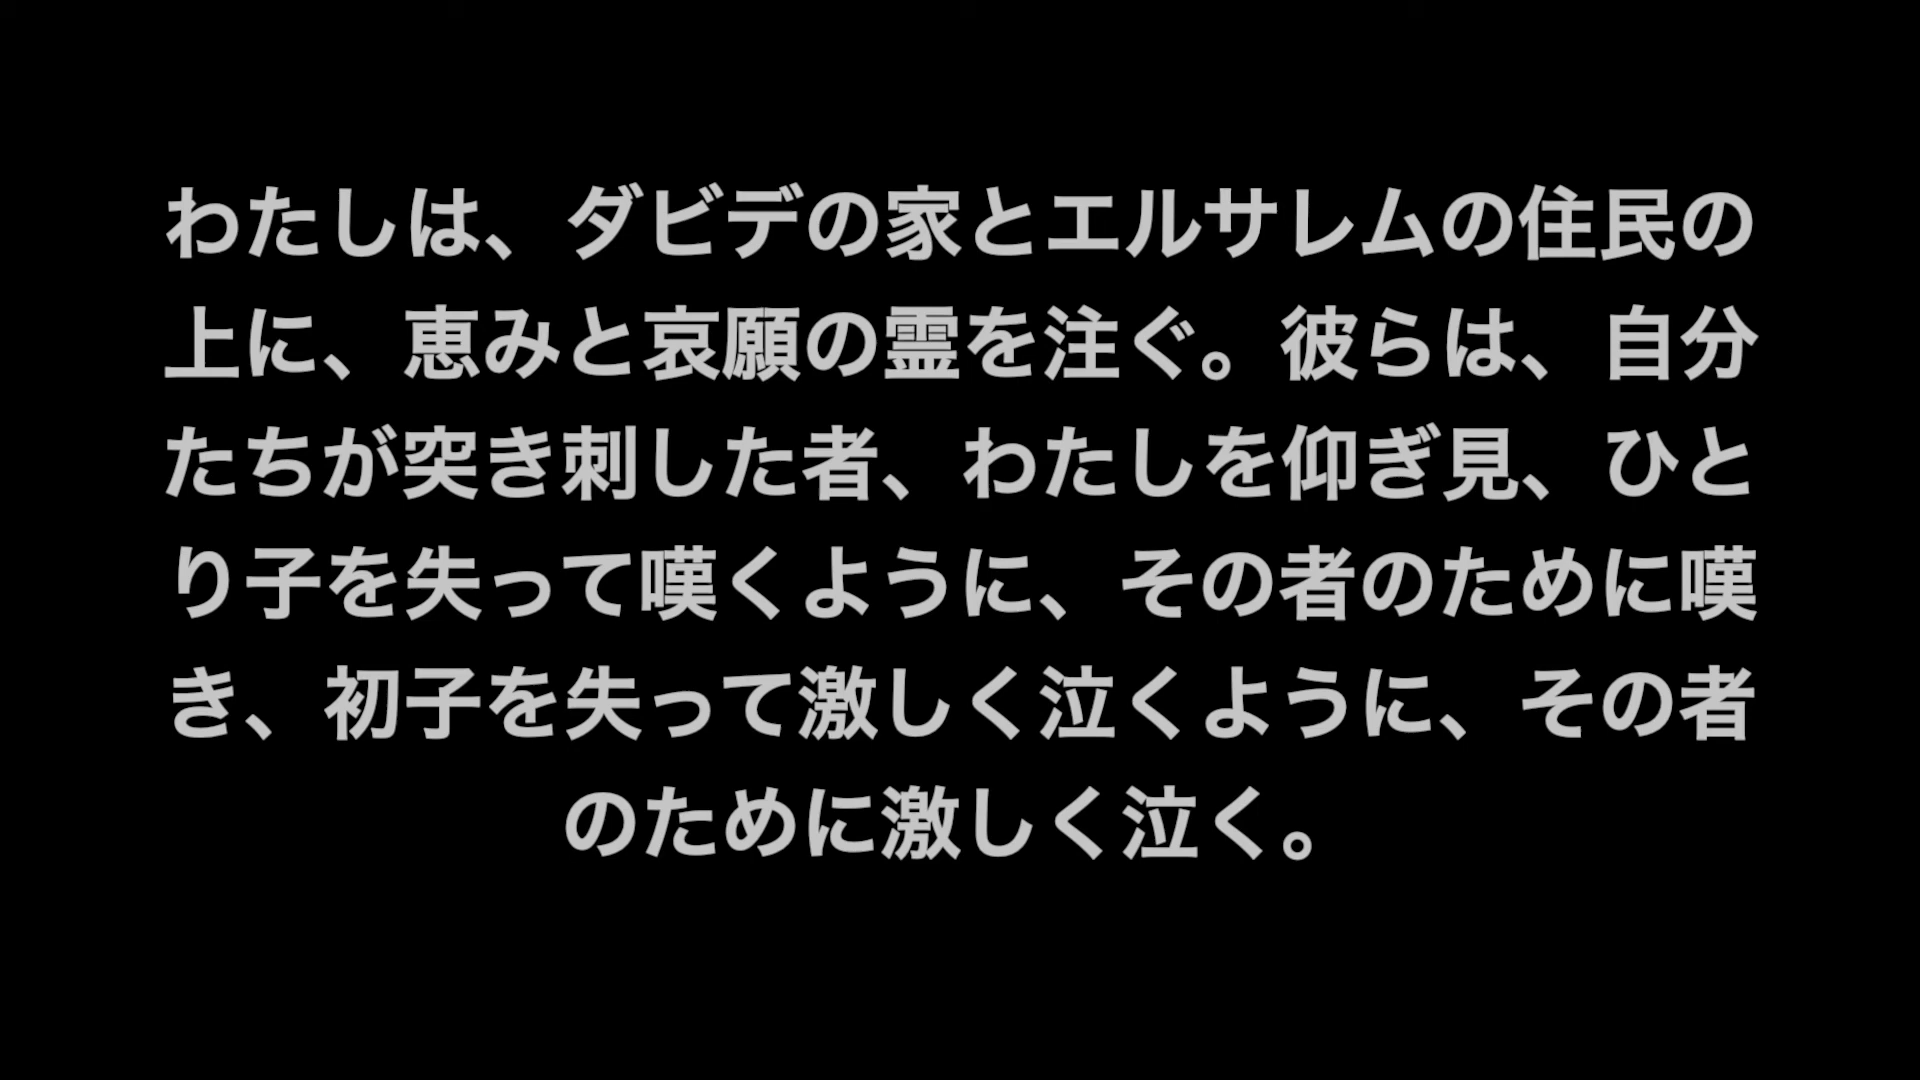 わたしは、ダビデの家とエルサレムの住民の
上に、恵みと哀願の霊を注ぐ。彼らは、自分
たちが突き刺した者、わたしを仰ぎ見、ひと
り子を失って嘆くように、その者のために嘆
き、初子を失って激しく泣くように、その者
のために激しく泣く。